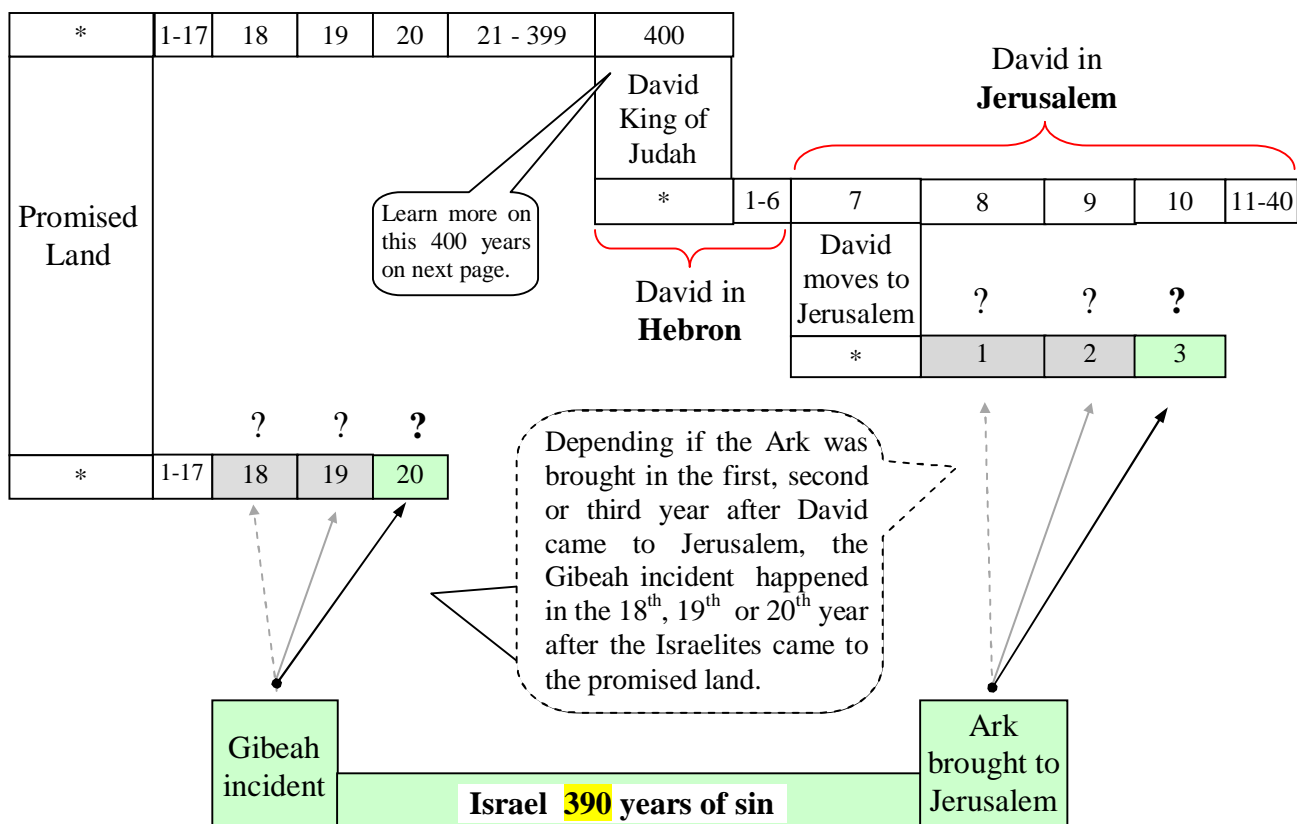 * 1-17 18 19 20 21 - 399 400
David in
Jerusalem
David
King of
Judah
Learn more on
this 400 years
on next page.
* 1-6 7 8 9 10 11-40
Promised
Land
David in
Hebron
David
moves to
Jerusalem
? ? ?
* 1 2 3
? ? ?
* 1-17 18 19 20
Depending if the Ark was
brought in the first, second
or third year after David
came to Jerusalem, the
Gibeah incident happened
in the 18th, 19th or 20th year
after the Israelites came to
the promised land.
Gibeah
incident
Ark
brought to
Jerusalem
Israel 390 years of sin